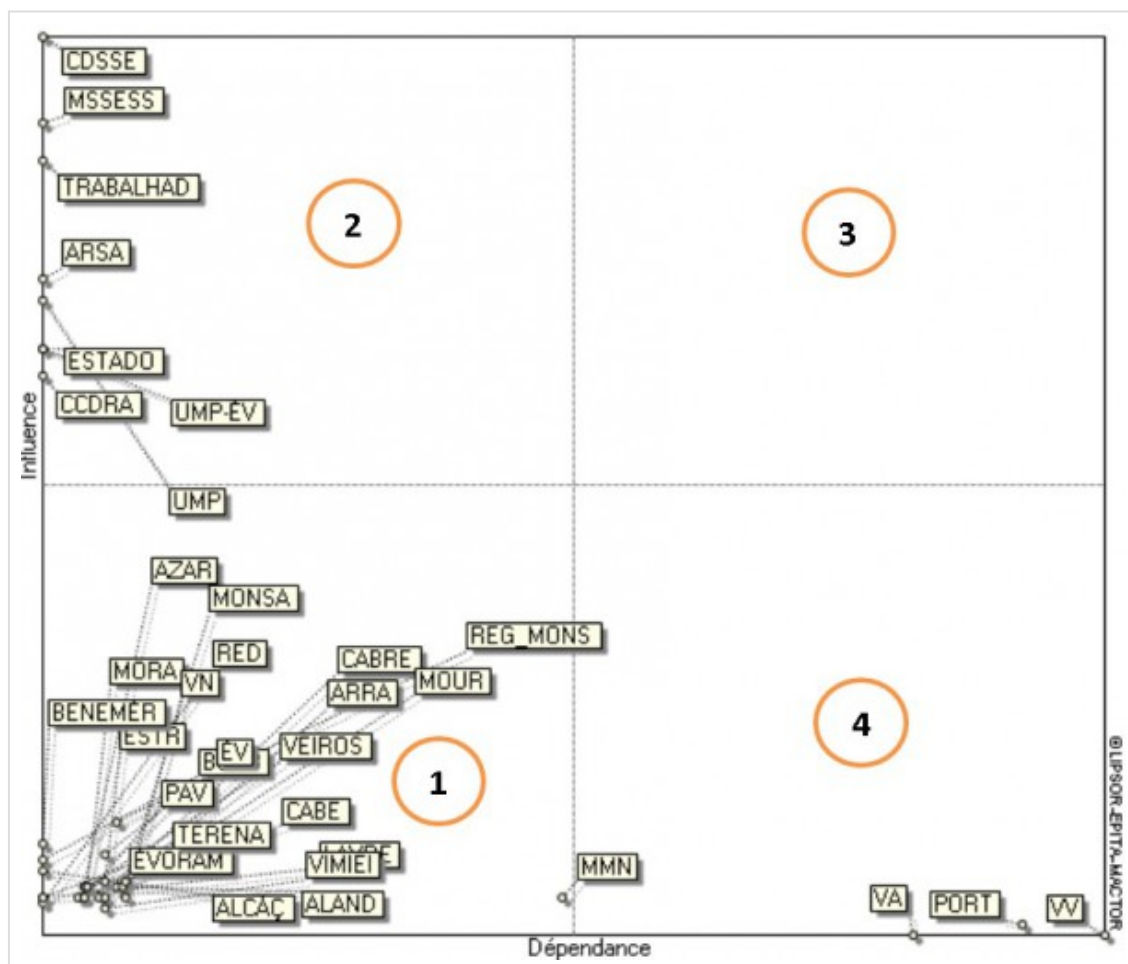 CDSSE
MSSESS
TRABALHAD
2
3
ARSA
ESTADO
CCDRA
UMP-ÉV
Influence
UMP
AZAR
MONSA
REG_MONS
RED
CABRE
MORA
VN
MOUR
ARRA
BENEMÉR
ESTR
4
ÉV
VEIROS
1
PAV
CABE
TERENA
ÉVORAM
VIMIEI
MMN
ALCAÇ
ALAND
VA
PORT
VV
Dépendance
© LIPSOR-EPITA-MACTOR